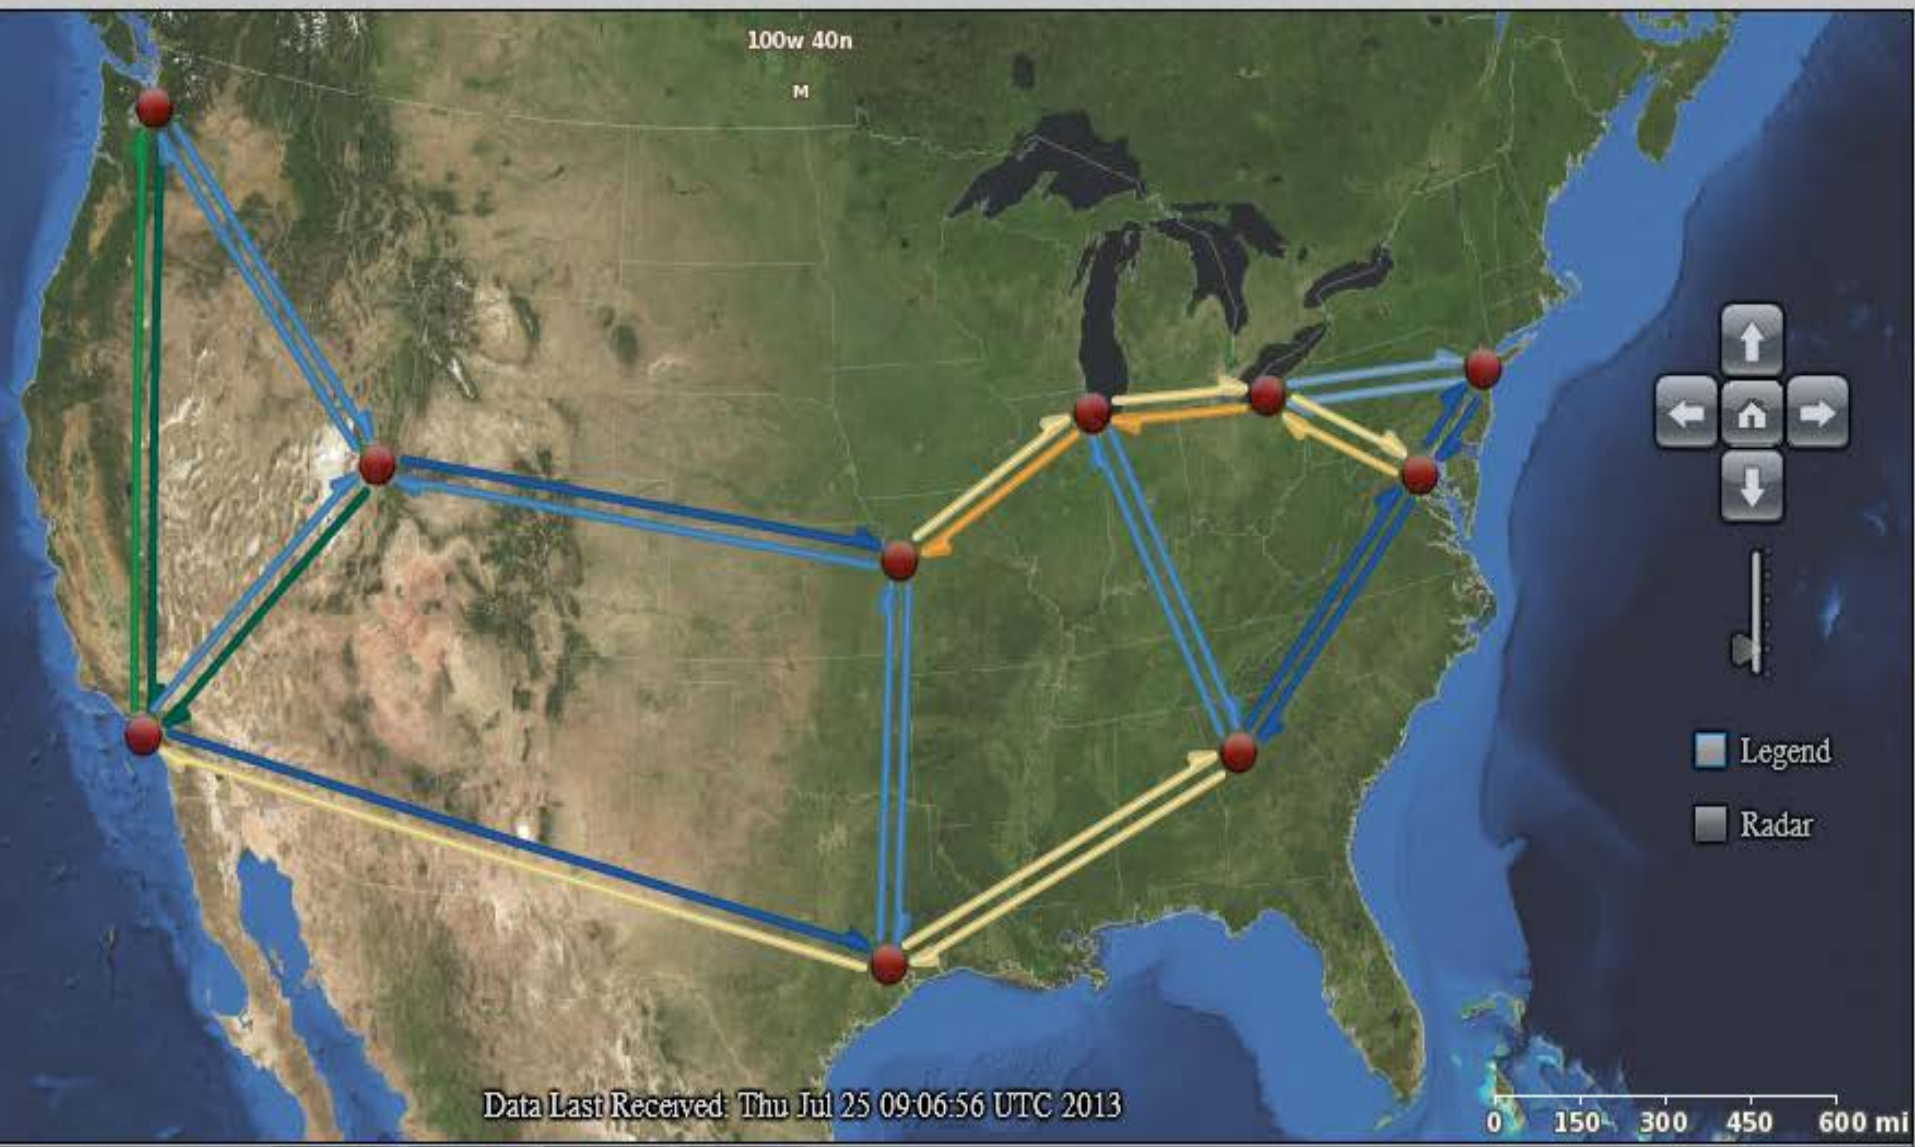 100w 40n
M
Legend
Radar
Data Last Received: Thu Jul 25 09:06:56 UTC 2013
0 150 300 450 600 mi